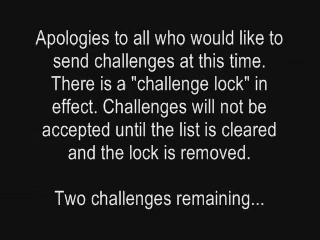 Apologies to all who would like to
send challenges at this time.
There is a "challenge lock" in
effect. Challenges will not be
accepted until the list is cleared
and the lock is removed.
Two challenges remaining...